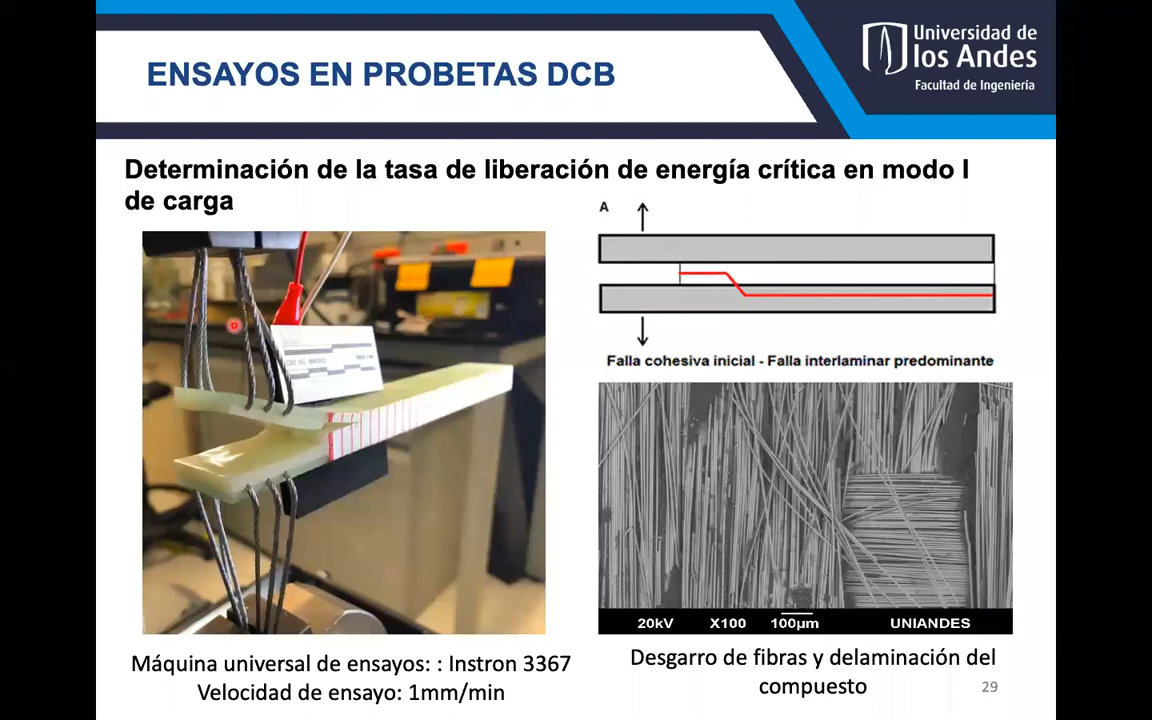 ENSAYOS EN PROBETAS DCB
Universidad de
los Andes
Facultad de Ingeniería
Determinación de la tasa de liberación de energía crítica en modo I
de carga
A
Falla cohesiva inicial - Falla interlaminar predominante
20kV X100 100µm UNIANDES
Máquina universal de ensayos: : Instron 3367
Velocidad de ensayo: 1mm/min
Desgarro de fibras y delaminación del
compuesto
29